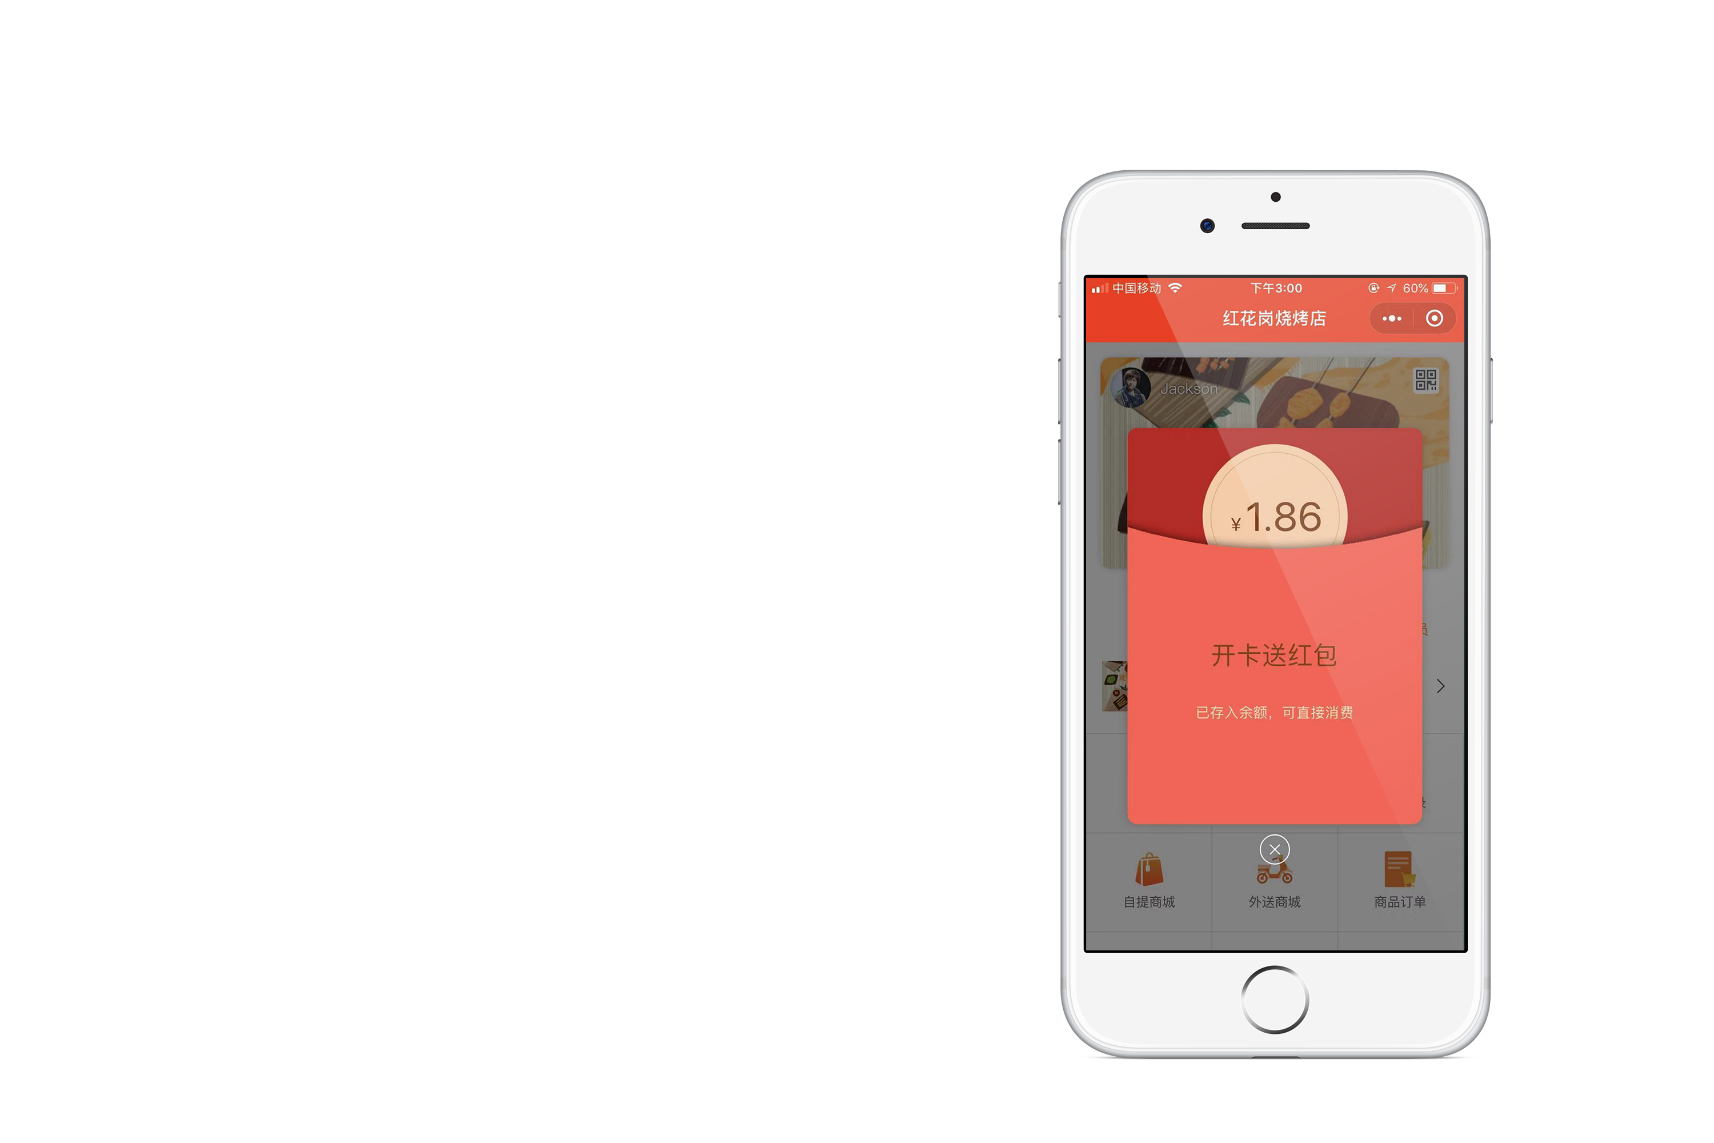 中国移动 下午3:00 60%
红花岗烧烤店
Jackson
¥1.86
开卡送红包
已存入余额，可直接消费
自提商城 外送商城 商品订单